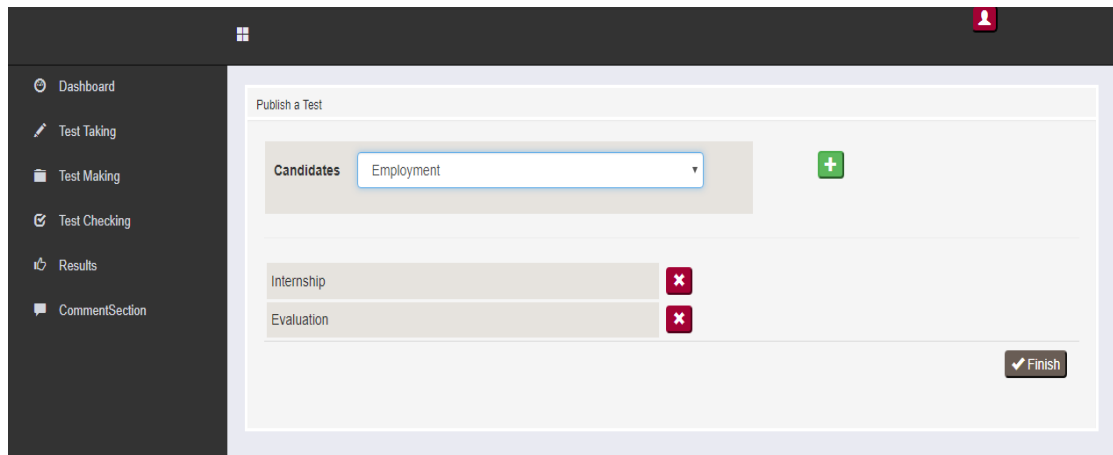 Dashboard
Test Taking
Test Making
Test Checking
Results
CommentSection
Publish a Test
Candidates Employment
Internship
Evaluation
Finish